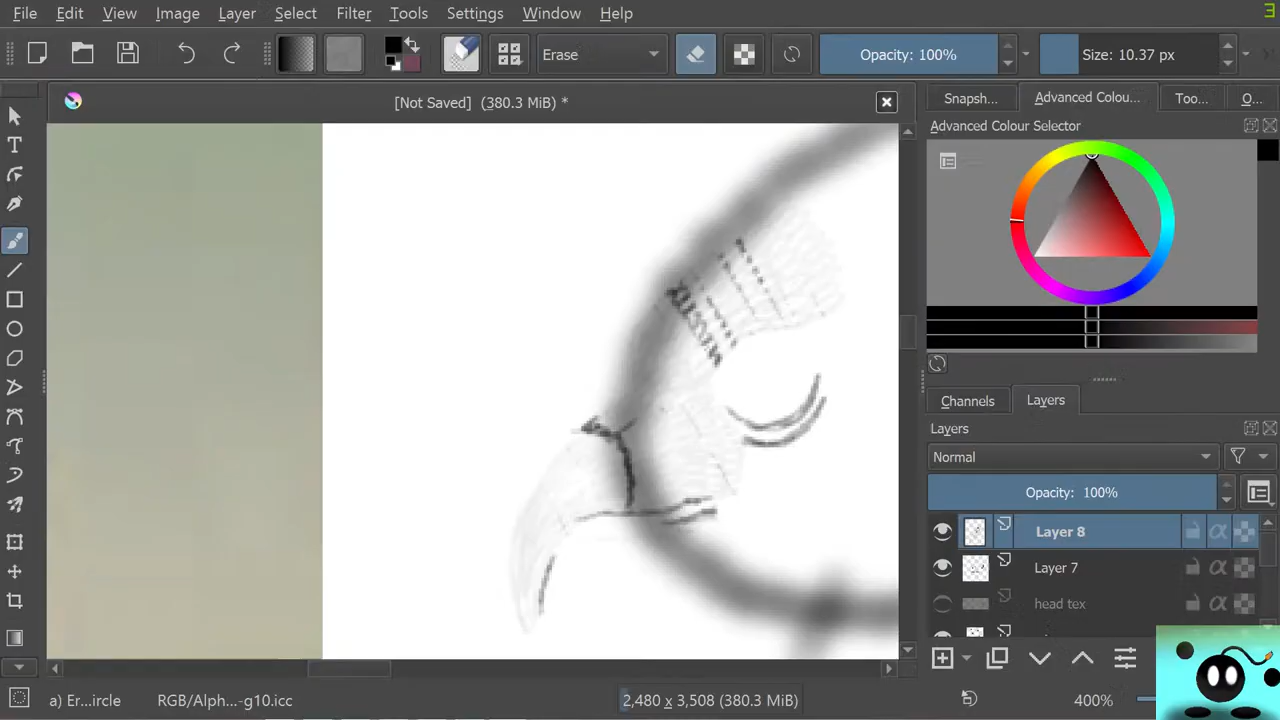 3
File Edit View Image Layer Select Filter Tools Settings Window Help
Erase Opacity: 100% Size: 10.37 px
[Not Saved] (380.3 MiB) *
Snapsh... Advanced Colou... Too... O...
Advanced Colour Selector
Channels Layers
Layers
Normal
Opacity: 100%
Layer 8
Layer 7
head tex
a) Er...ircle RGB/Alph...-g10.icc 2,480 x 3,508 (380.3 MiB) 400%